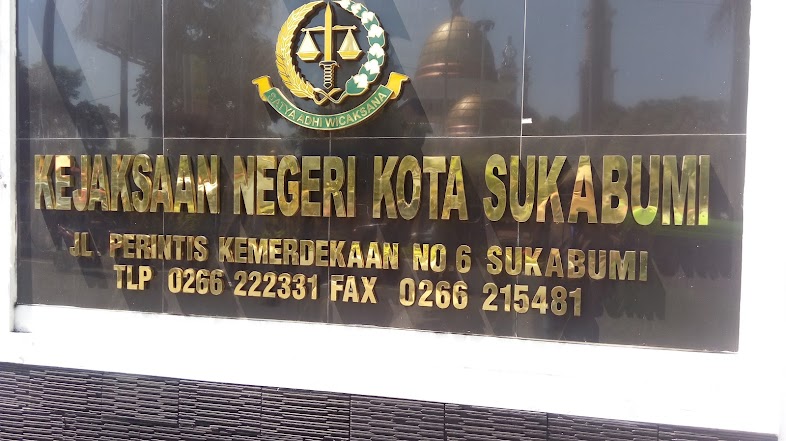 SATYA ADHI WICAKSANA
KEJAKSAAN NEGERI KOTA SUKABUMI
JL. PERINTIS KEMERDEKAAN NO.6 SUKABUMI
TLP 0266 222331 FAX 0266 215481